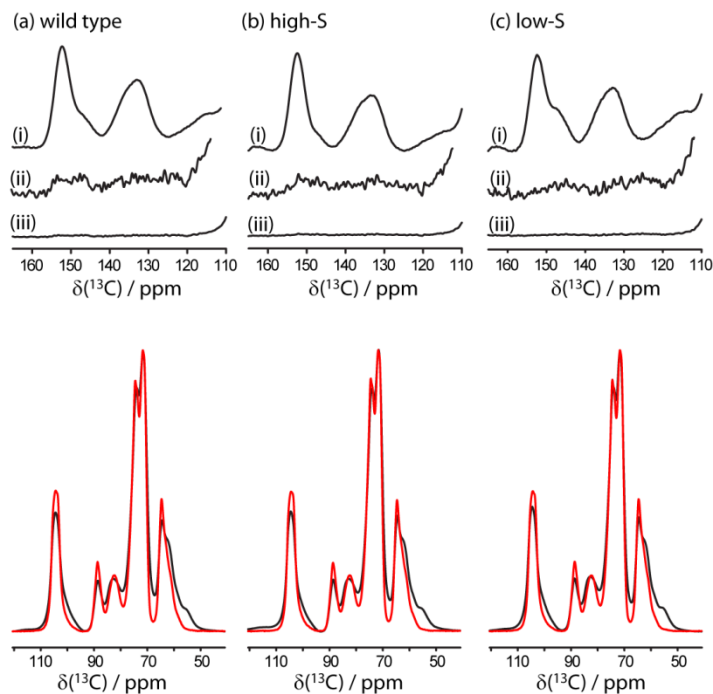 (a) wild type (b) high-S (c) low-S
(i) (i) (i)
(ii) (ii) (ii)
(iii) (iii) (iii)
160 150 140 130 120 110 160 150 140 130 120 110 160 150 140 130 120 110
δ(¹³C) / ppm δ(¹³C) / ppm δ(¹³C) / ppm
110 90 70 50 110 90 70 50 110 90 70 50
δ(¹³C) / ppm δ(¹³C) / ppm δ(¹³C) / ppm